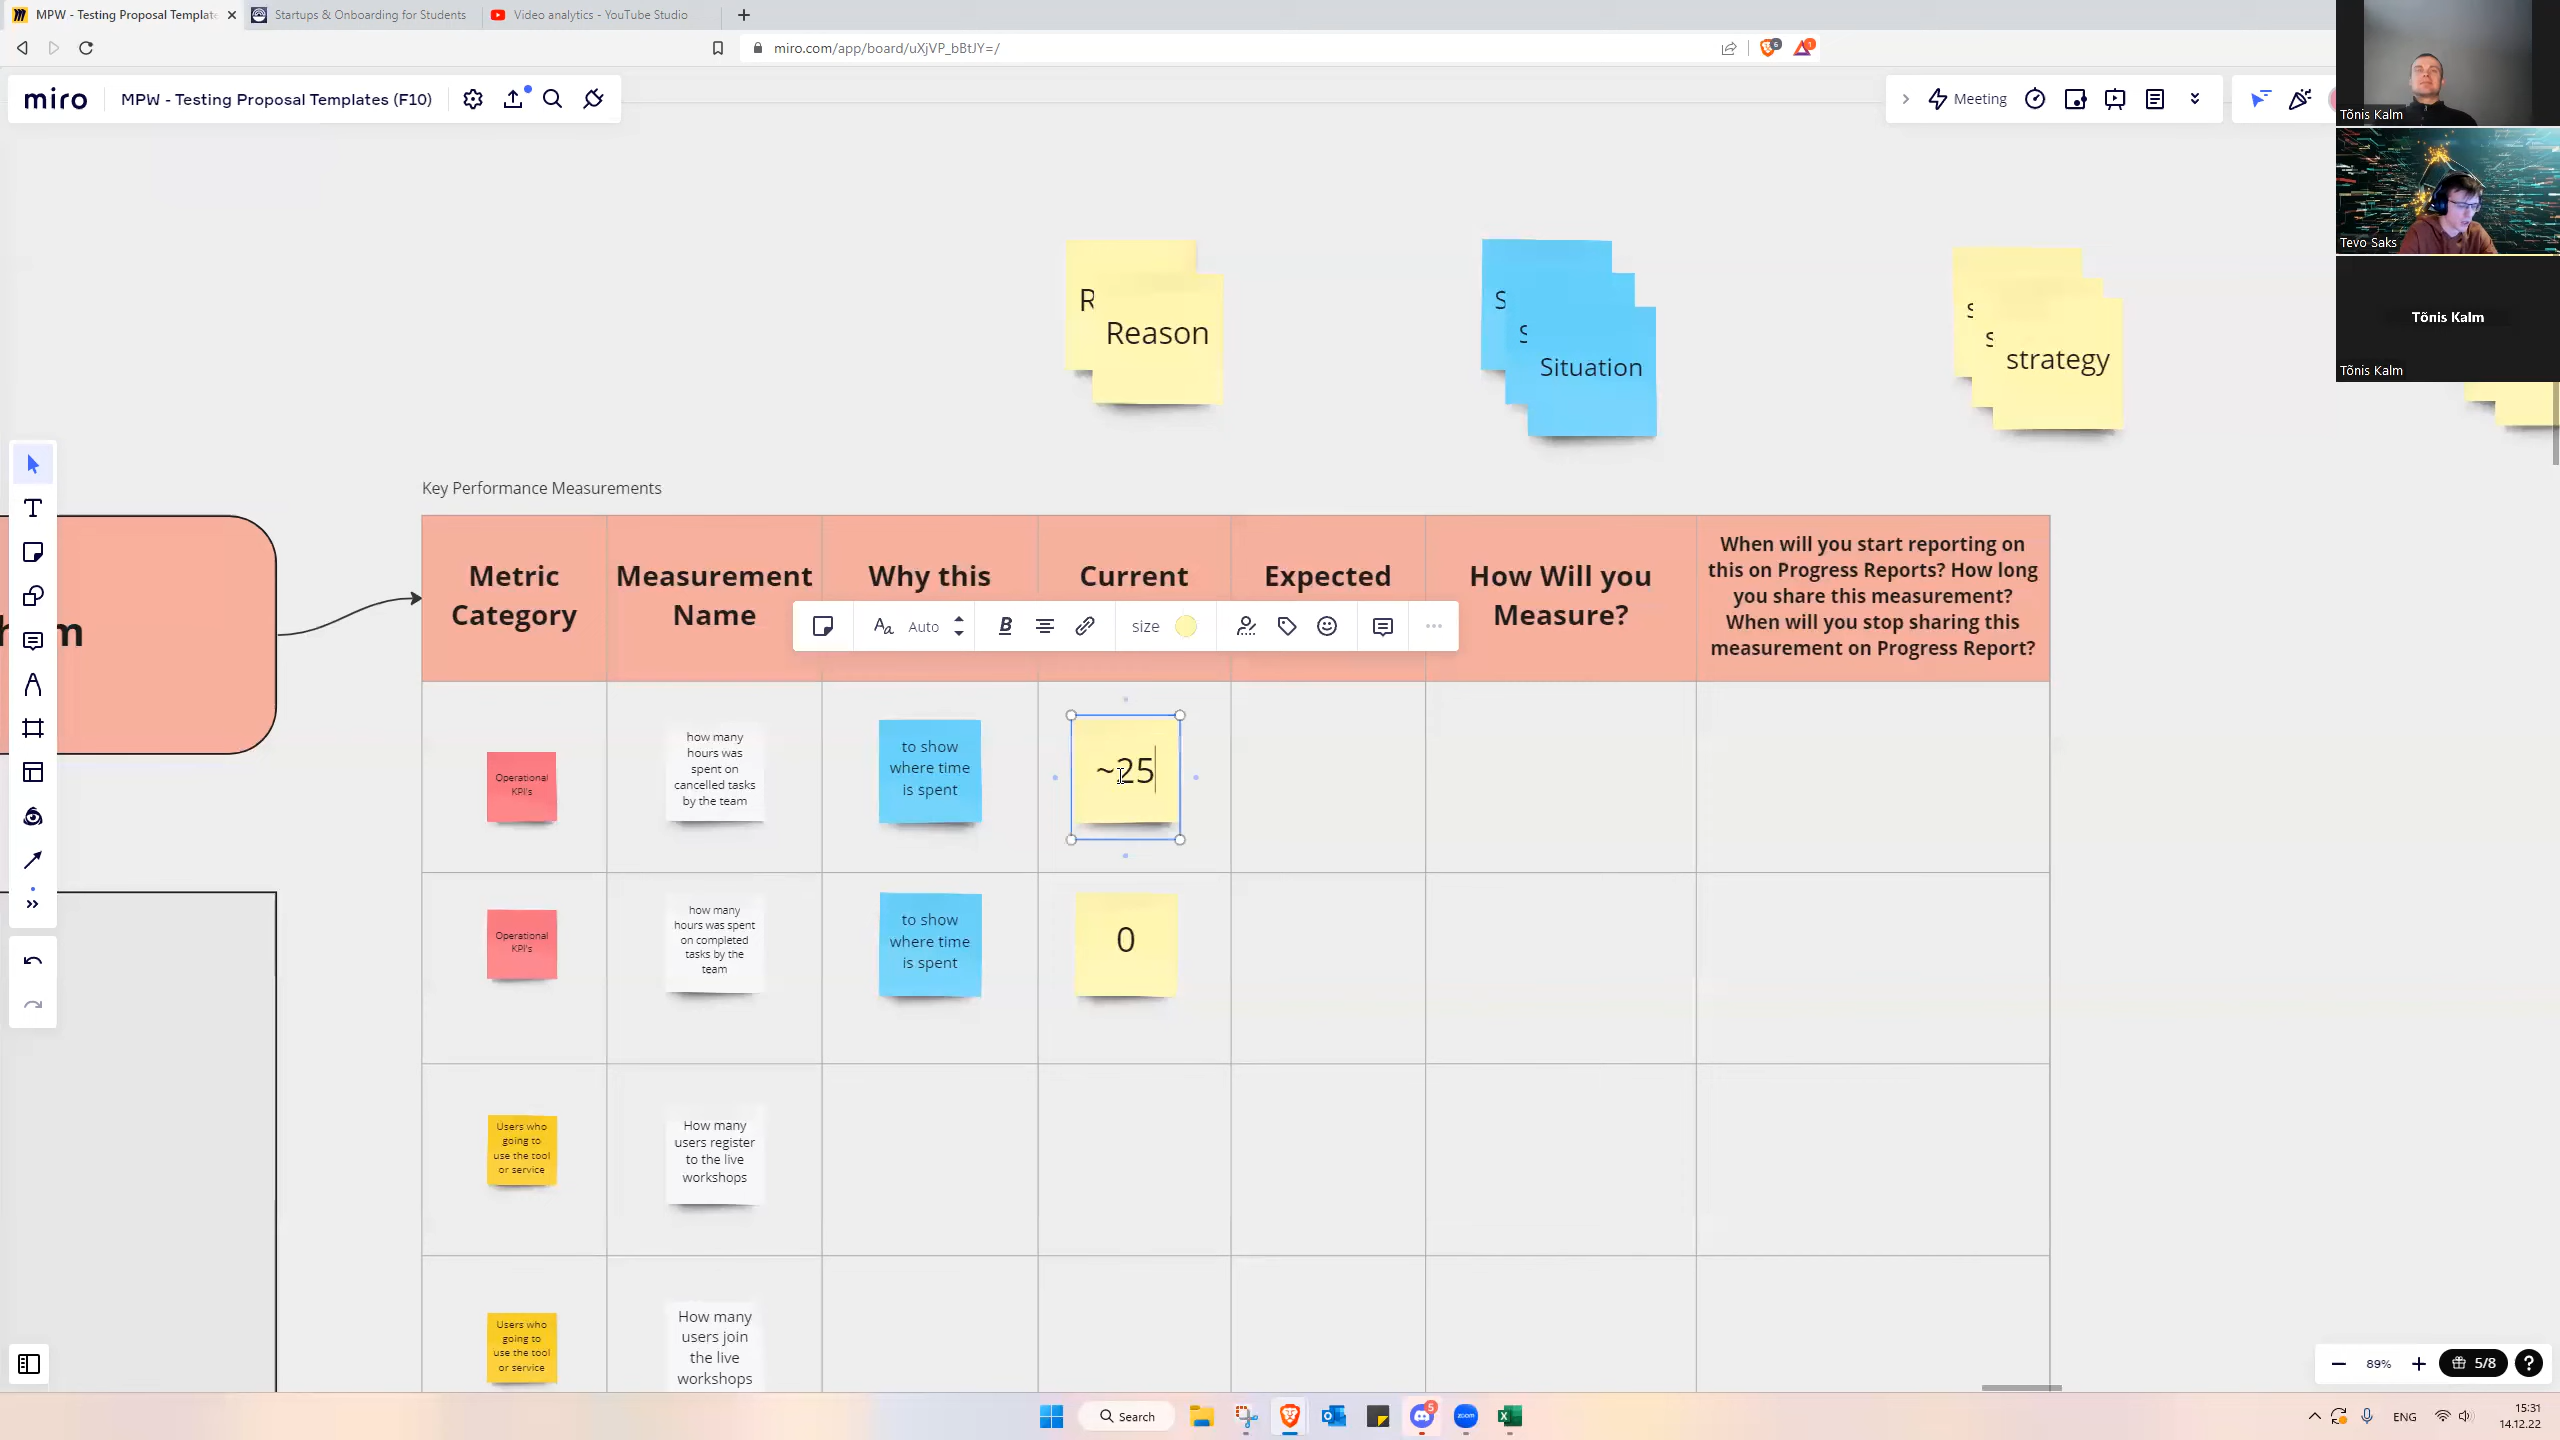 MPW - Testing Proposal Template
Startups & Onboarding for Students
Video analytics - YouTube Studio
miro.com/app/board/uXjVP_bBtJY=/
6
1
miro
MPW - Testing Proposal Templates (F10)
Meeting
Tõnis Kalm
Tevo Saks
Tõnis Kalm
Tõnis Kalm
R
Reason
S
S
Situation
s
s
strategy
Key Performance Measurements
Metric
Category
Measurement
Name
Why this
Current
Expected
How Will you
Measure?
When will you start reporting on
this on Progress Reports? How long
you share this measurement?
When will you stop sharing this
measurement on Progress Report?
Auto
B
size
Operational
KPI's
how many
hours was
spent on
cancelled tasks
by the team
to show
where time
is spent
~25
Operational
KPI's
how many
hours was spent
on completed
tasks by the
team
to show
where time
is spent
0
Users who
going to
use the tool
or service
How many
users register
to the live
workshops
Users who
going to
use the tool
or service
How many
users join
the live
workshops
89%
5/8
?
Search
5
zoom
ENG
15:31
14.12.22